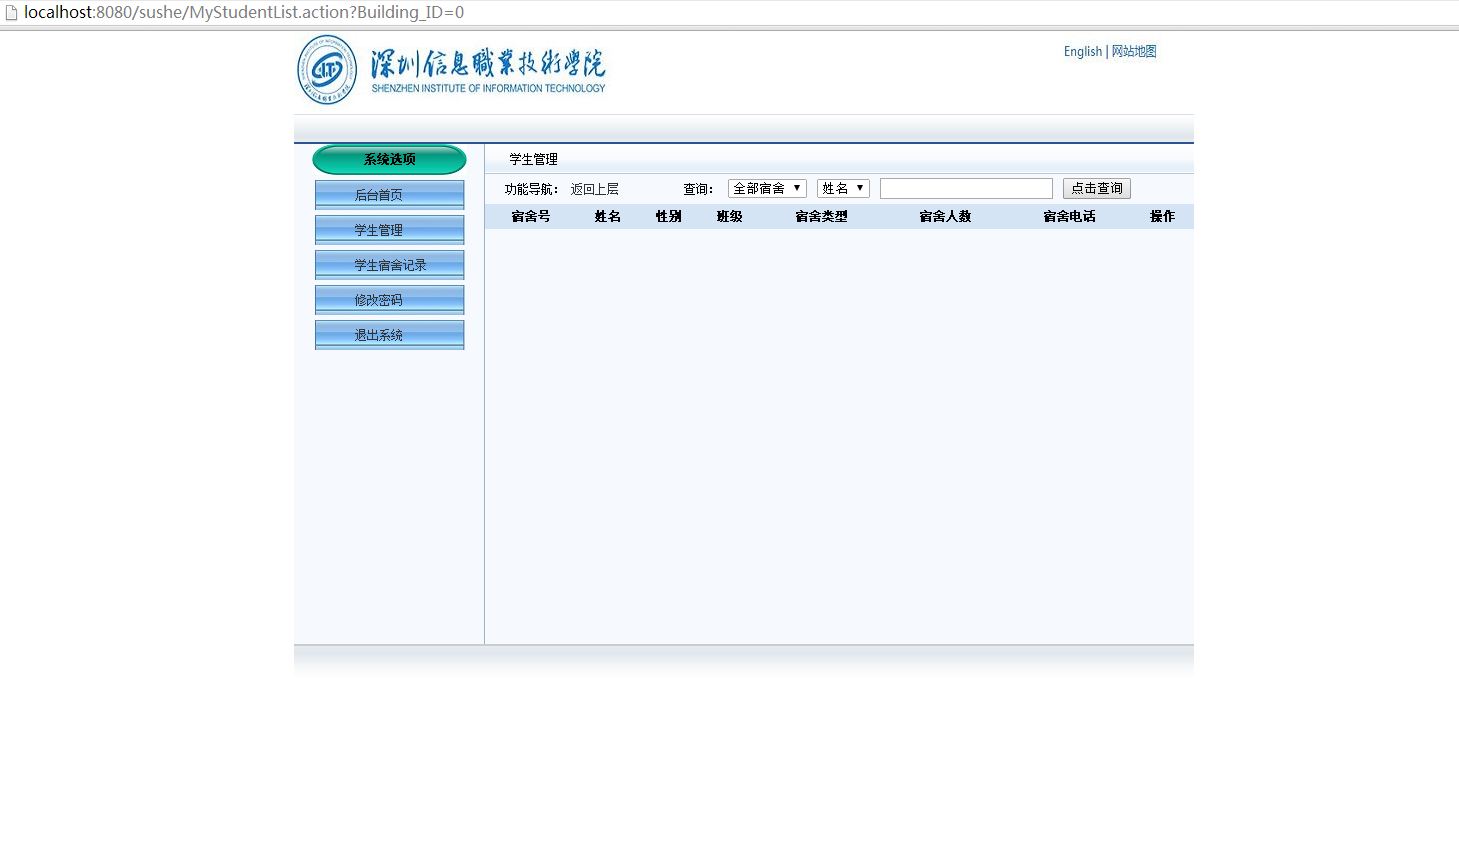 localhost:8080/sushe/MyStudentList.action?Building_ID=0
深圳信息職業技術學院
SHENZHEN INSTITUTE OF INFORMATION TECHNOLOGY
English | 网站地图
系统选项
后台首页
学生管理
学生宿舍记录
修改密码
退出系统
学生管理
功能导航： 返回上层 查询： 全部宿舍 ▼ 姓名 ▼ 点击查询
宿舍号 姓名 性别 班级 宿舍类型 宿舍人数 宿舍电话 操作